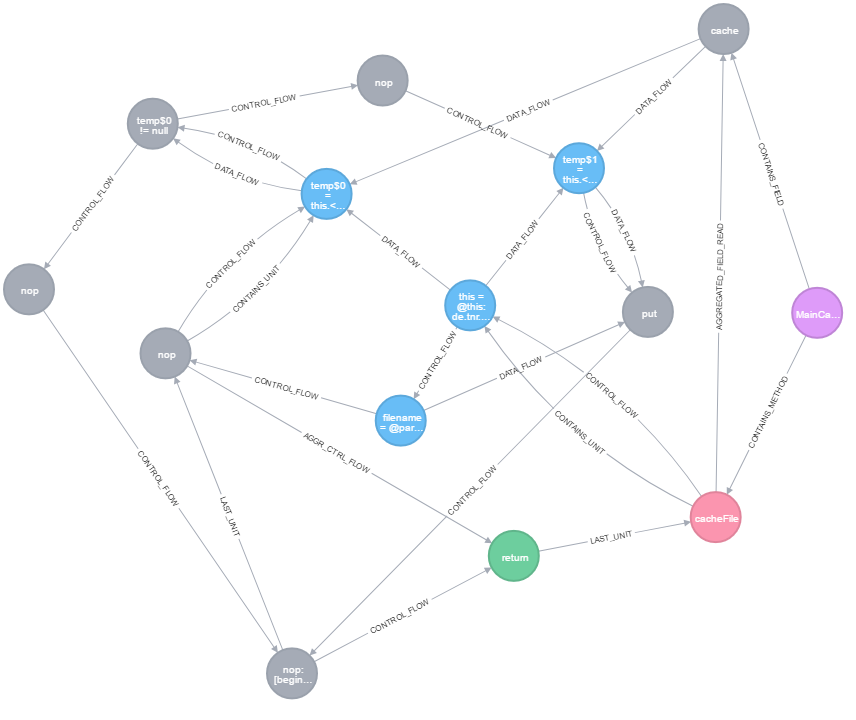 cache
nop
CONTROL_FLOW
DATA_FLOW
DATA_FLOW
CONTROL_FLOW
temp$0
!= null
CONTROL_FLOW
DATA_FLOW
temp$1
=
this.<...
CONTAINS_FIELD
CONTROL_FLOW
temp$0
=
this.<...
DATA_FLOW
DATA_FLOW
CONTROL_FLOW
DATA_FLOW
DATA_FLOW
CONTROL_FLOW
AGGREGATED_FIELD_READ
CONTROL_FLOW
CONTAINS_UNIT
nop
this =
@this:
de.tnr....
put
MainCa...
nop
CONTROL_FLOW
DATA_FLOW
CONTROL_FLOW
CONTROL_FLOW
filename
= @par...
CONTAINS_METHOD
CONTAINS_UNIT
AGGR_CTRL_FLOW
CONTROL_FLOW
CONTROL_FLOW
LAST_UNIT
cacheFile
LAST_UNIT
return
CONTROL_FLOW
nop:
[begin...